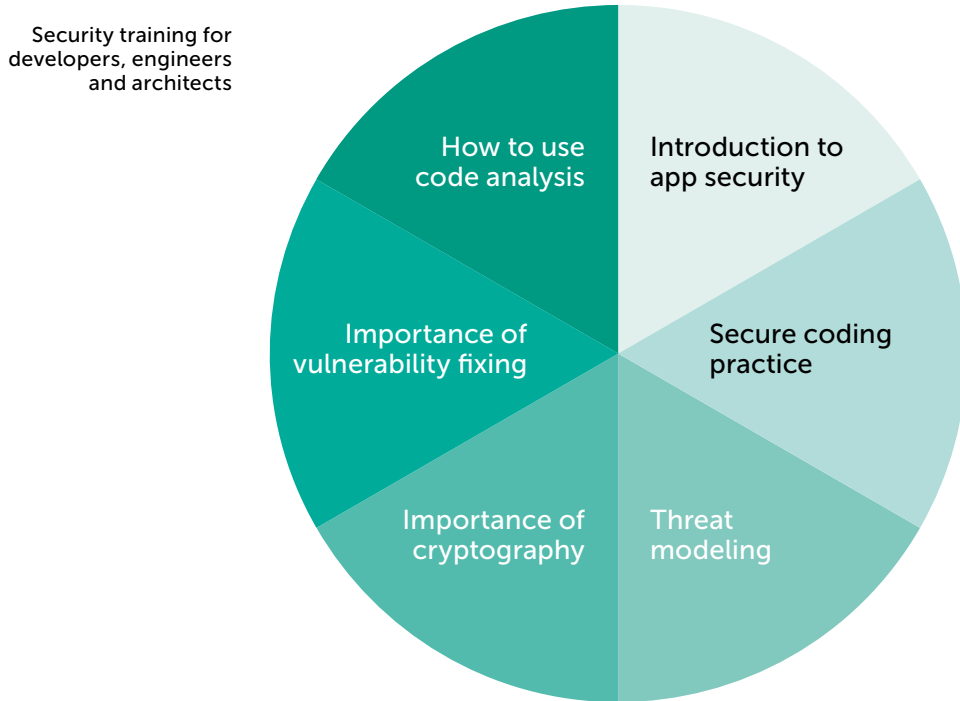 Security training for
developers, engineers
and architects
How to use
code analysis
Introduction to
app security
Importance of
vulnerability fixing
Secure coding
practice
Importance of
cryptography
Threat
modeling